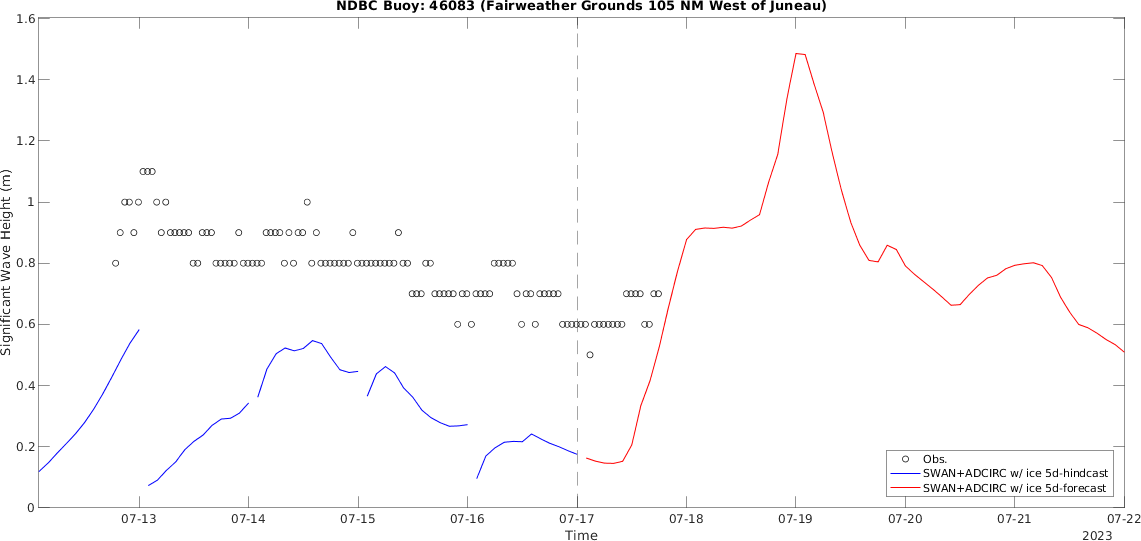 NDBC Buoy: 46083 (Fairweather Grounds 105 NM West of Juneau)
Significant Wave Height (m)
1.6
1.4
1.2
1
0.8
0.6
0.4
0.2
0
Obs.
SWAN+ADCIRC w/ ice 5d-hindcast
SWAN+ADCIRC w/ ice 5d-forecast
07-13 07-14 07-15 07-16 07-17 07-18 07-19 07-20 07-21 07-22
Time
2023